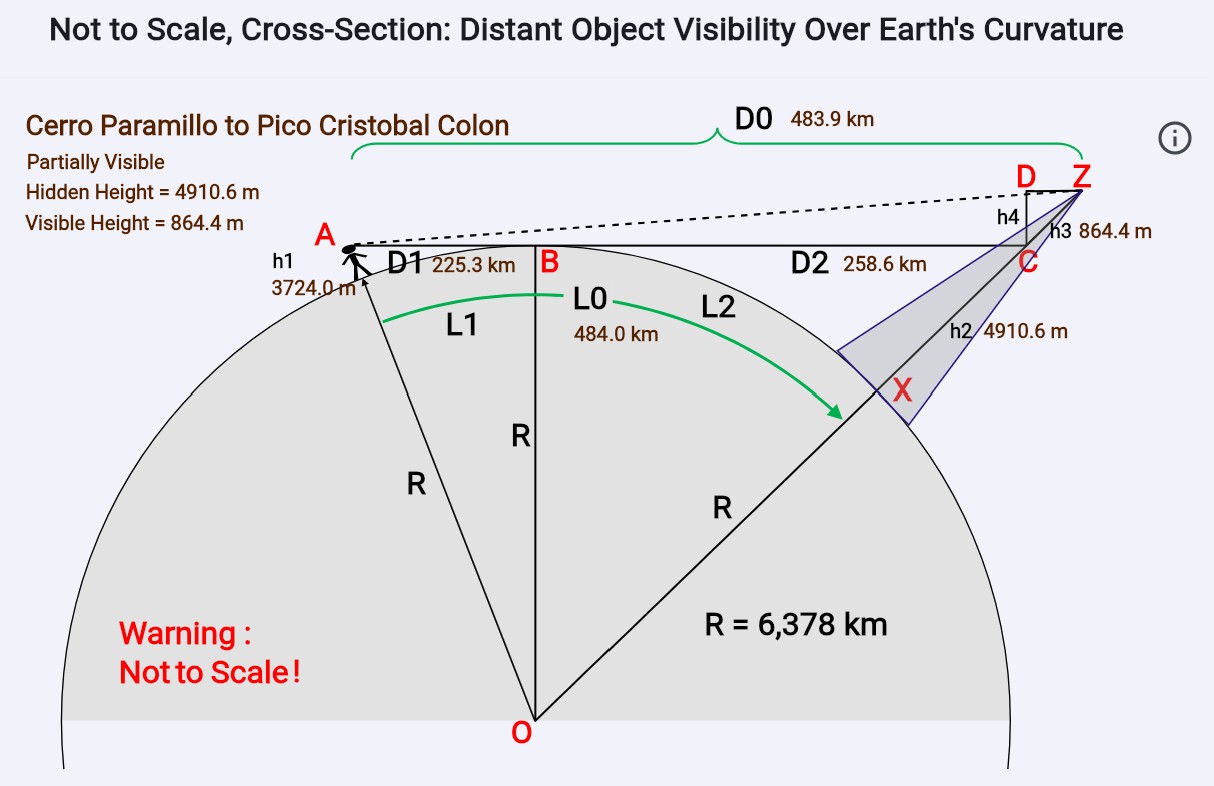 Not to Scale, Cross-Section: Distant Object Visibility Over Earth's Curvature
D0 483.9 km
Cerro Paramillo to Pico Cristobal Colon
Partially Visible
Hidden Height = 4910.6 m
Visible Height = 864.4 m
D Z
h4
A
h3 864.4 m
h1
D1 225.3 km
B
D2 258.6 km
C
3724.0 m
L0
L1
L2
484.0 km
h2 4910.6 m
X
R
R
R
R = 6,378 km
Warning :
Not to Scale!
O
i